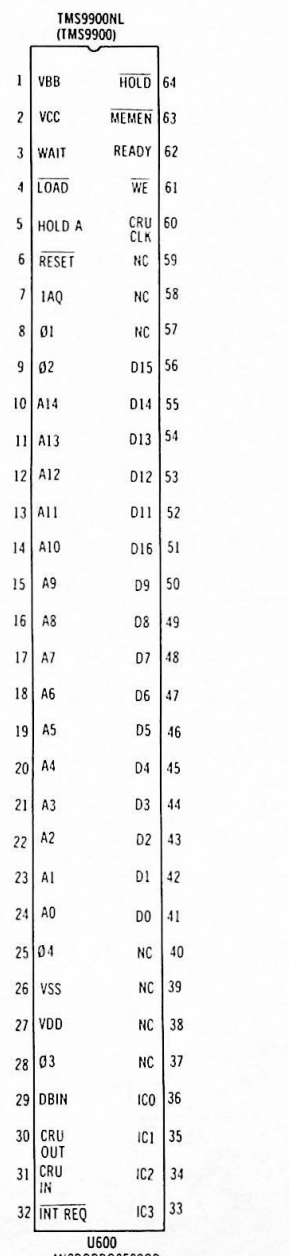 TMS9900NL
(TMS9900)
1 VBB HOLD 64
2 VCC MEMEN 63
3 WAIT READY 62
4 LOAD WE 61
5 HOLD A CRU CLK 60
6 RESET NC 59
7 IAQ NC 58
8 Ø1 NC 57
9 Ø2 D15 56
10 A14 D14 55
11 A13 D13 54
12 A12 D12 53
13 A11 D11 52
14 A10 D16 51
15 A9 D9 50
16 A8 D8 49
17 A7 D7 48
18 A6 D6 47
19 A5 D5 46
20 A4 D4 45
21 A3 D3 44
22 A2 D2 43
23 A1 D1 42
24 A0 D0 41
25 Ø4 NC 40
26 VSS NC 39
27 VDD NC 38
28 Ø3 NC 37
29 DBIN IC0 36
30 CRU OUT IC1 35
31 CRU IN IC2 34
32 INT REQ IC3 33
U600